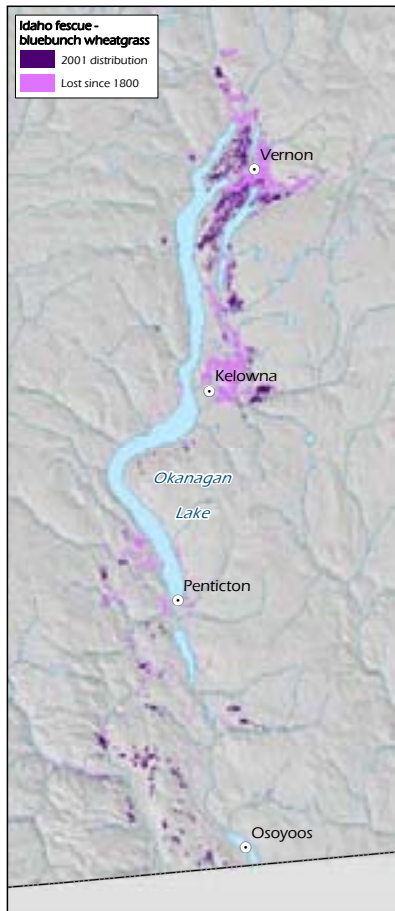 Idaho fescue -
bluebunch wheatgrass
2001 distribution
Lost since 1800
Vernon
Kelowna
Okanagan
Lake
Penticton
Osoyoos